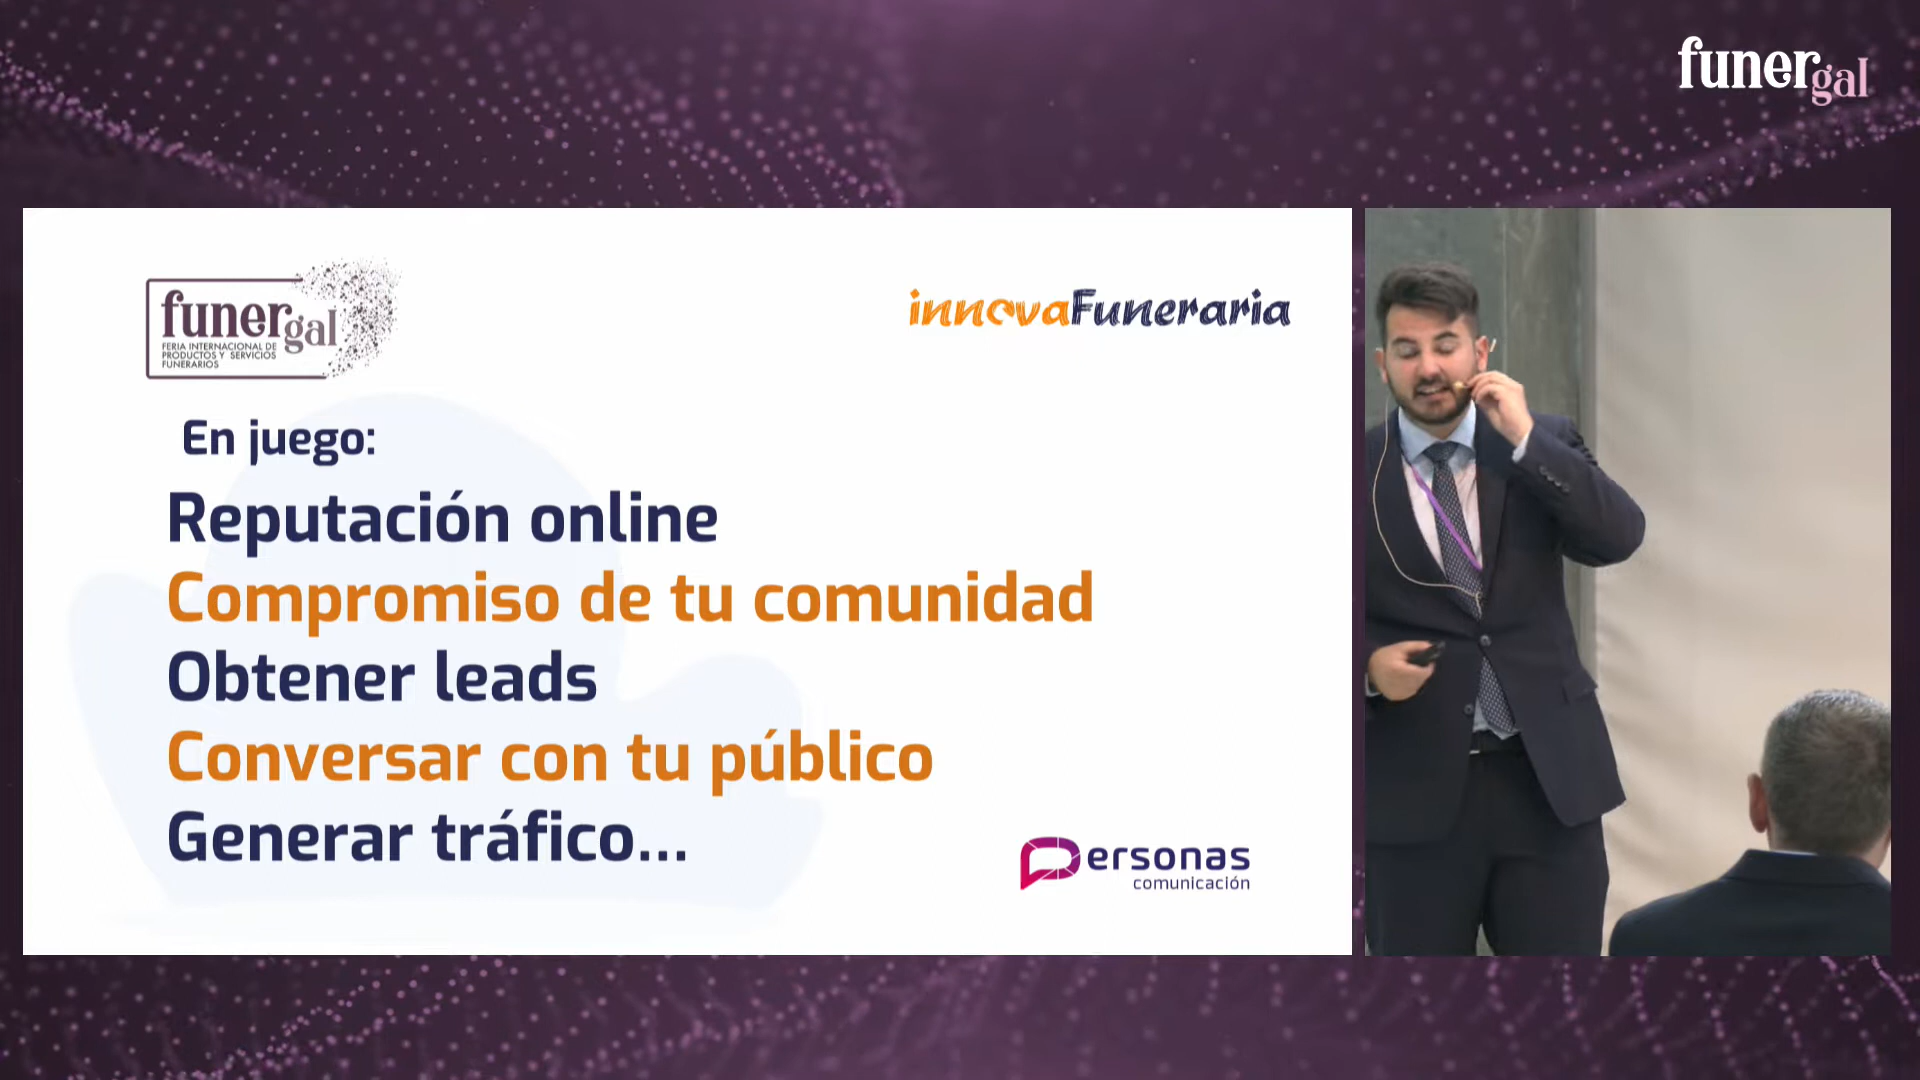 funergal
funergal
FERIA INTERNACIONAL DE
PRODUCTOS Y SERVICIOS
FUNERARIOS
innovaFuneraria
En juego:
Reputación online
Compromiso de tu comunidad
Obtener leads
Conversar con tu público
Generar tráfico...
Personas
comunicación